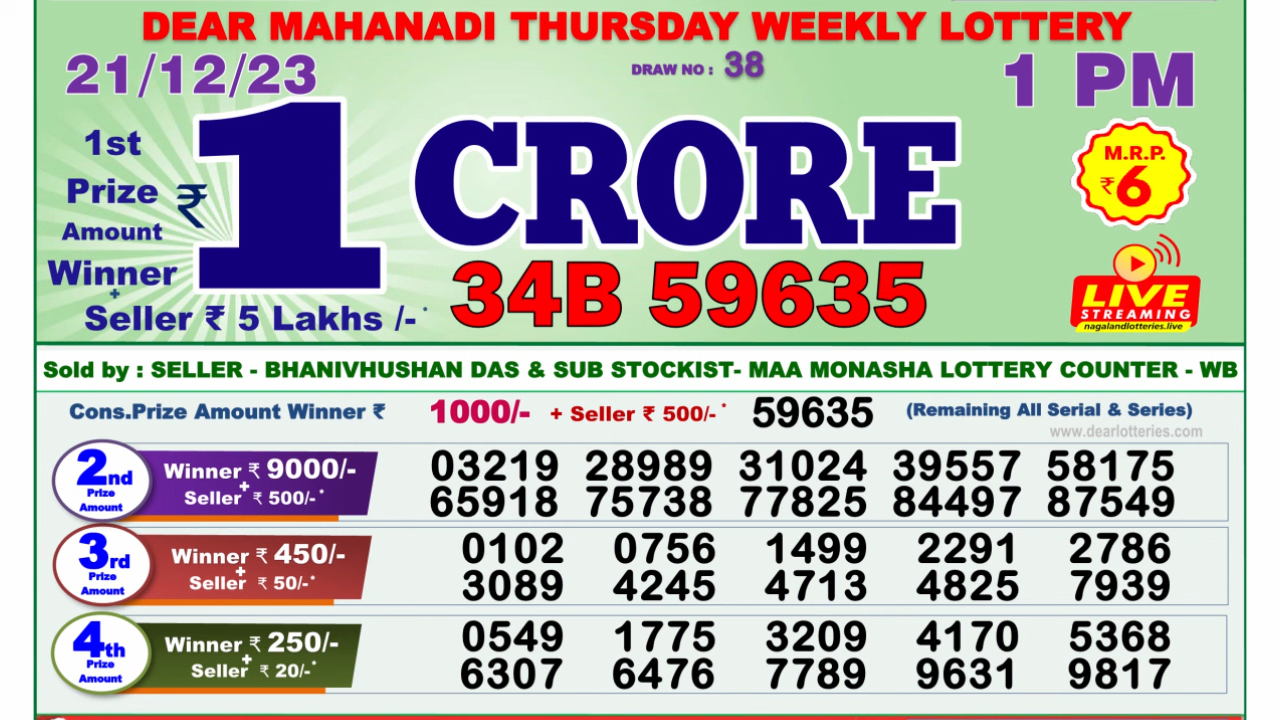 DEAR MAHANADI THURSDAY WEEKLY LOTTERY
21/12/23
DRAW NO : 38
1 PM
1st
Prize
Amount
Winner
+
Seller ₹ 5 Lakhs /-*
₹ 1 CRORE
34B 59635
M.R.P.
₹6
LIVE
STREAMING
nagalandlotteries.live
Sold by : SELLER - BHANIVHUSHAN DAS & SUB STOCKIST- MAA MONASHA LOTTERY COUNTER - WB
Cons.Prize Amount Winner ₹ 1000/- + Seller ₹ 500/-* 59635 (Remaining All Serial & Series)
www.dearlotteries.com
2nd
Prize
Amount
Winner ₹ 9000/-
+
Seller ₹ 500/-*
03219 28989 31024 39557 58175
65918 75738 77825 84497 87549
3rd
Prize
Amount
Winner ₹ 450/-
+
Seller ₹ 50/-*
0102 0756 1499 2291 2786
3089 4245 4713 4825 7939
4th
Prize
Amount
Winner ₹ 250/-
+
Seller ₹ 20/-*
0549 1775 3209 4170 5368
6307 6476 7789 9631 9817